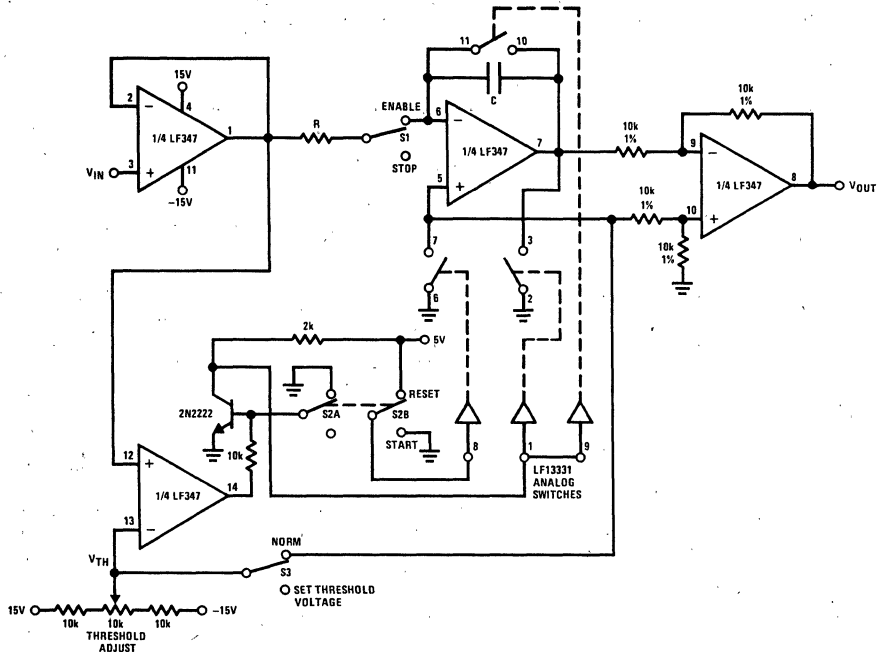 11
10
15V
C
10k
1%
2
4
ENABLE
6
1/4 LF347
1
R
1/4 LF347
7
10k
1%
9
S1
1/4 LF347
8
VOUT
VIN
3
11
STOP
5
-15V
10k
1%
10
7
3
10k
1%
6
2
2k
5V
RESET
2N2222
S2A
S2B
START
10k
8
1
9
12
LF13331
ANALOG
SWITCHES
1/4 LF347
14
13
NORM
VTH
S3
SET THRESHOLD
VOLTAGE
15V
-15V
10k
10k
10k
THRESHOLD
ADJUST